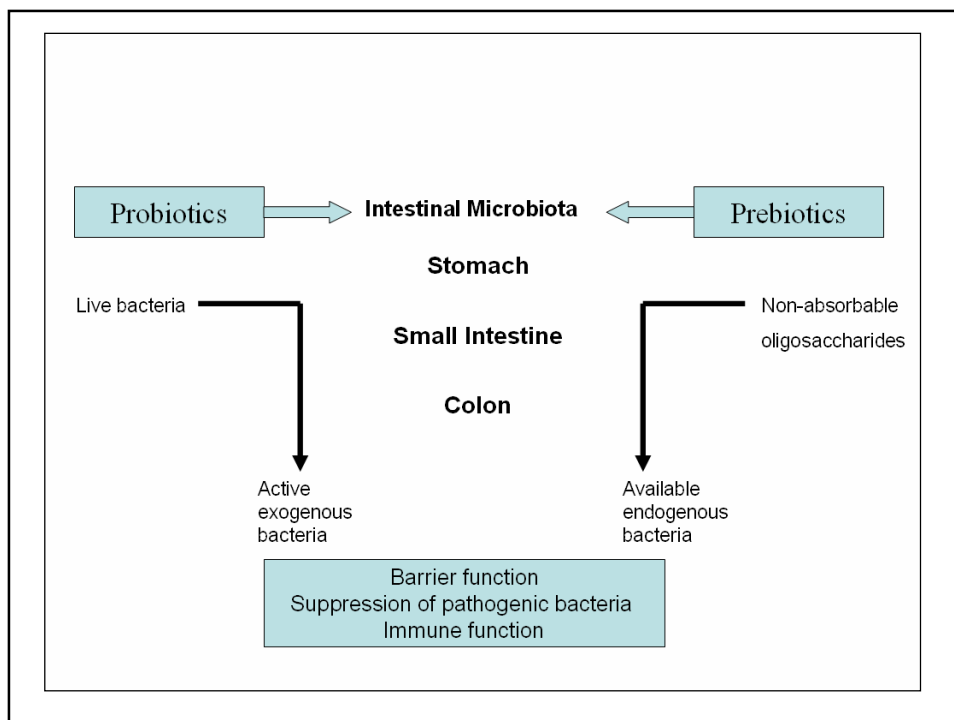 Probiotics
Intestinal Microbiota
Prebiotics
Stomach
Live bacteria
Non-absorbable
oligosaccharides
Small Intestine
Colon
Active
exogenous
bacteria
Available
endogenous
bacteria
Barrier function
Suppression of pathogenic bacteria
Immune function